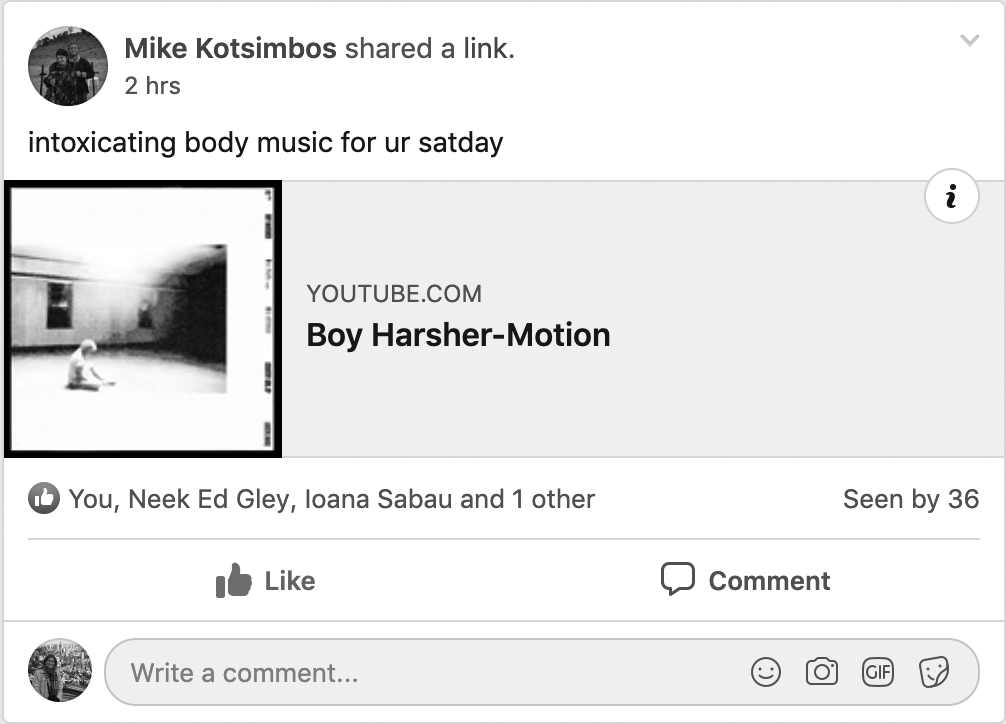 Mike Kotsimbos shared a link.
2 hrs
intoxicating body music for ur satday
i
YOUTUBE.COM
Boy Harsher-Motion
You, Neek Ed Gley, Ioana Sabau and 1 other
Seen by 36
Like
Comment
Write a comment...
GIF